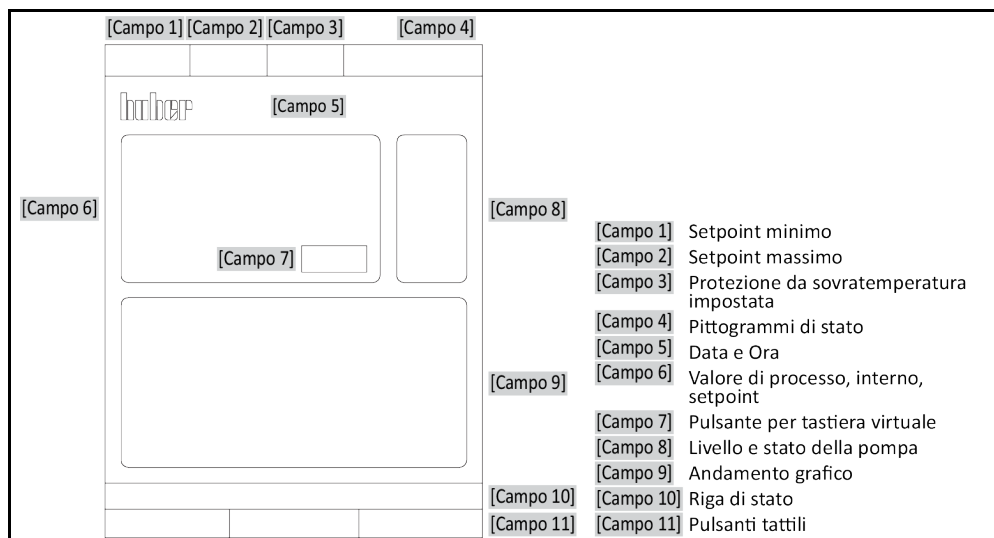 [Campo 1] [Campo 2] [Campo 3] [Campo 4]
huber
[Campo 5]
[Campo 6]
[Campo 7]
[Campo 8]
[Campo 9]
[Campo 10]
[Campo 11]
[Campo 1] Setpoint minimo
[Campo 2] Setpoint massimo
[Campo 3] Protezione da sovratemperatura
impostata
[Campo 4] Pittogrammi di stato
[Campo 5] Data e Ora
[Campo 6] Valore di processo, interno,
setpoint
[Campo 7] Pulsante per tastiera virtuale
[Campo 8] Livello e stato della pompa
[Campo 9] Andamento grafico
[Campo 10] Riga di stato
[Campo 11] Pulsanti tattili